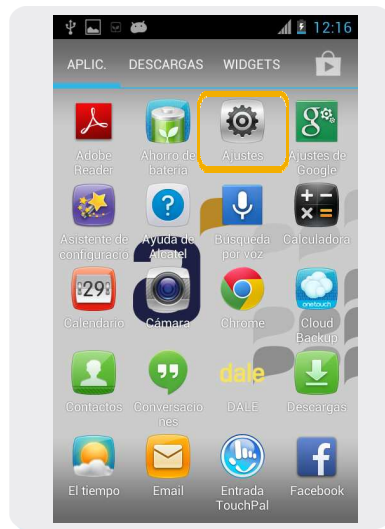 12:16
APLIC. DESCARGAS WIDGETS
Adobe Reader
Ahorro de batería
Ajustes
Ajustes de Google
Asistente de configuració
Ayuda de Alcatel
Búsqueda por voz
Calculadora
29
Calendario
Cámara
Chrome
onetouch
Cloud Backup
Contactos
Conversacio nes
dale
DALE
Descargas
El tiempo
Email
Entrada TouchPal
Facebook